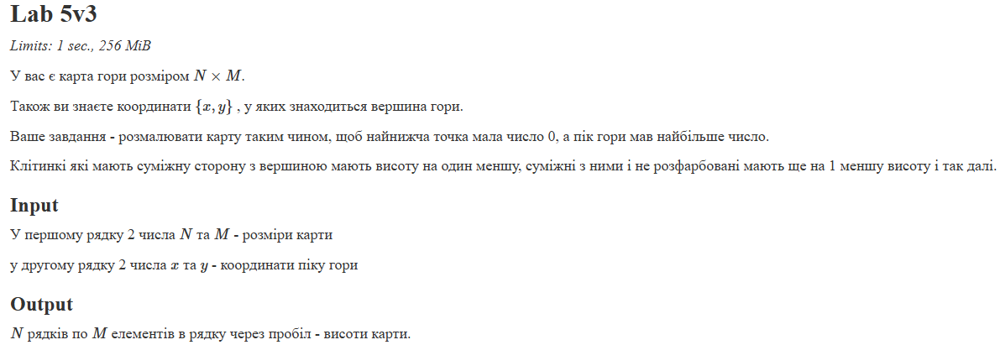 Lab 5v3
Limits: 1 sec., 256 MiB
У вас є карта гори розміром N × M.
Також ви знаєте координати {x, y} , у яких знаходиться вершина гори.
Ваше завдання - розмалювати карту таким чином, щоб найнижча точка мала число 0, а пік гори мав найбільше число.
Клітинкі які мають суміжну сторону з вершиною мають висоту на один меншу, суміжні з ними і не розфарбовані мають ще на 1 меншу висоту і так далі.
Input
У першому рядку 2 числа N та M - розміри карти
у другому рядку 2 числа x та y - координати піку гори
Output
N рядків по M елементів в рядку через пробіл - висоти карти.